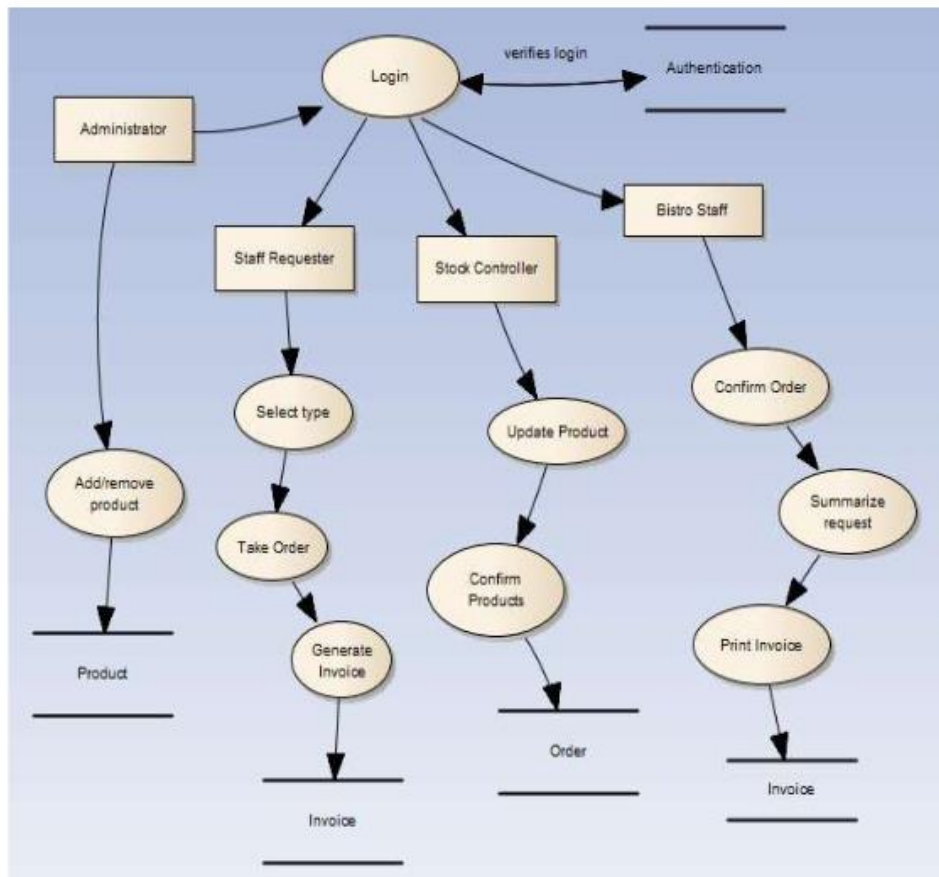 verifies login
Login
Authentication
Administrator
Bistro Staff
Staff Requester
Stock Controller
Confirm Order
Select type
Update Product
Add/remove
product
Summarize
request
Take Order
Confirm
Products
Generate
Invoice
Print Invoice
Product
Order
Invoice
Invoice